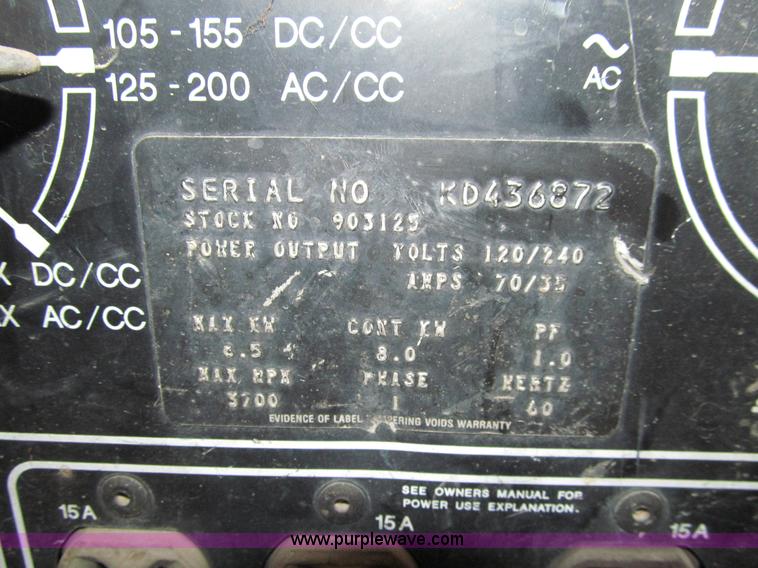 105-155 DC/CC
125-200 AC/CC
AC
SERIAL NO KD436872
STOCK NO 903125
POWER OUTPUT VOLTS 120/240
AMPS 70/35
X DC/CC
X AC/CC
MAX KW CONT KW PF
8.5 8.0 1.0
MAX RPM PHASE HERTZ
3700 1 60
EVIDENCE OF LABEL VOIDS WARRANTY
SEE OWNERS MANUAL FOR
POWER USE EXPLANATION.
15A
15A
15A
www.purplewave.com